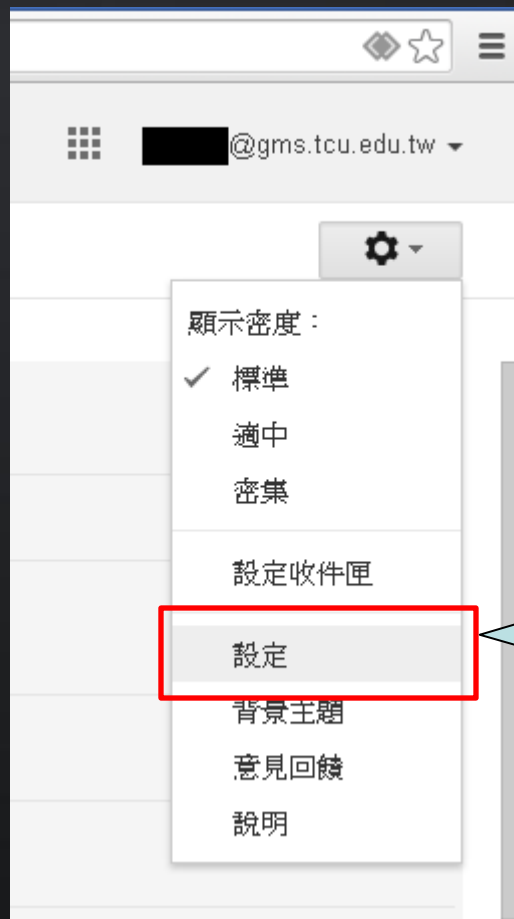 @gms.tcu.edu.tw
顯示密度：
標準
適中
密集
設定收件匣
設定
背景主題
意見回饋
說明